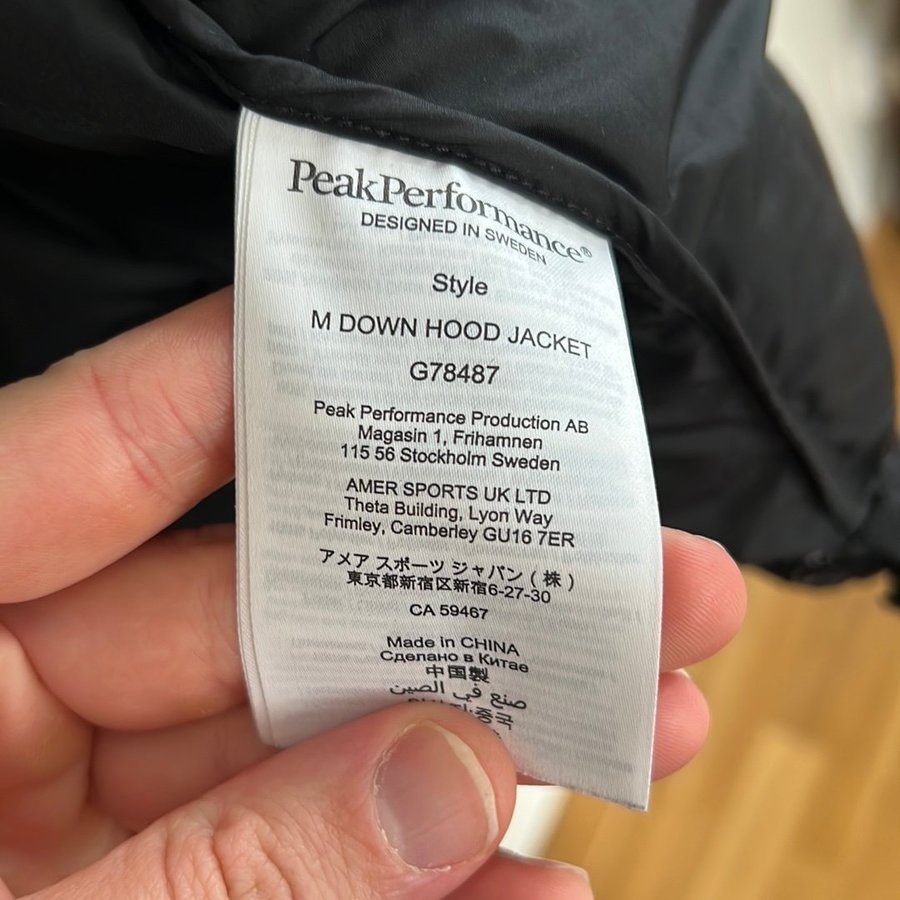 PeakPerformance®
DESIGNED IN SWEDEN
Style
M DOWN HOOD JACKET
G78487
Peak Performance Production AB
Magasin 1, Frihamnen
115 56 Stockholm Sweden
AMER SPORTS UK LTD
Theta Building, Lyon Way
Frimley, Camberley GU16 7ER
アメア スポーツ ジャパン ( 株 )
東京都新宿区新宿6-27-30
CA 59467
Made in CHINA
Сделано в Китае
中国製
صنع في الصين
중국